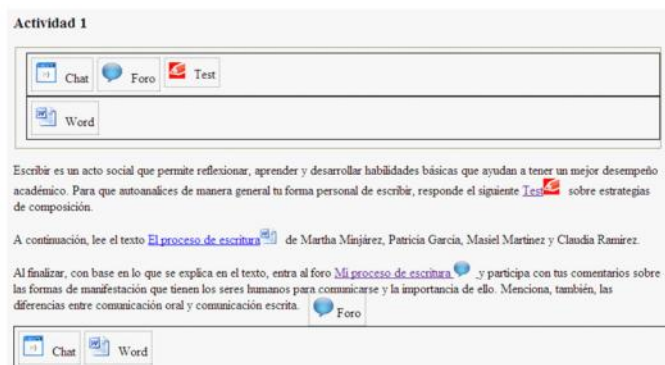 Actividad 1
Chat Foro Test
Word
Escribir es un acto social que permite reflexionar, aprender y desarrollar habilidades básicas que ayudan a tener un mejor desempeño
académico. Para que autoanalices de manera general tu forma personal de escribir, responde el siguiente Test sobre estrategias
de composición.
A continuación, lee el texto El proceso de escritura de Martha Minjárez, Patricia García, Masiel Martínez y Claudia Ramírez.
Al finalizar, con base en lo que se explica en el texto, entra al foro Mi proceso de escritura y participa con tus comentarios sobre
las formas de manifestación que tienen los seres humanos para comunicarse y la importancia de ello. Menciona, también, las
diferencias entre comunicación oral y comunicación escrita. Foro
Chat Word